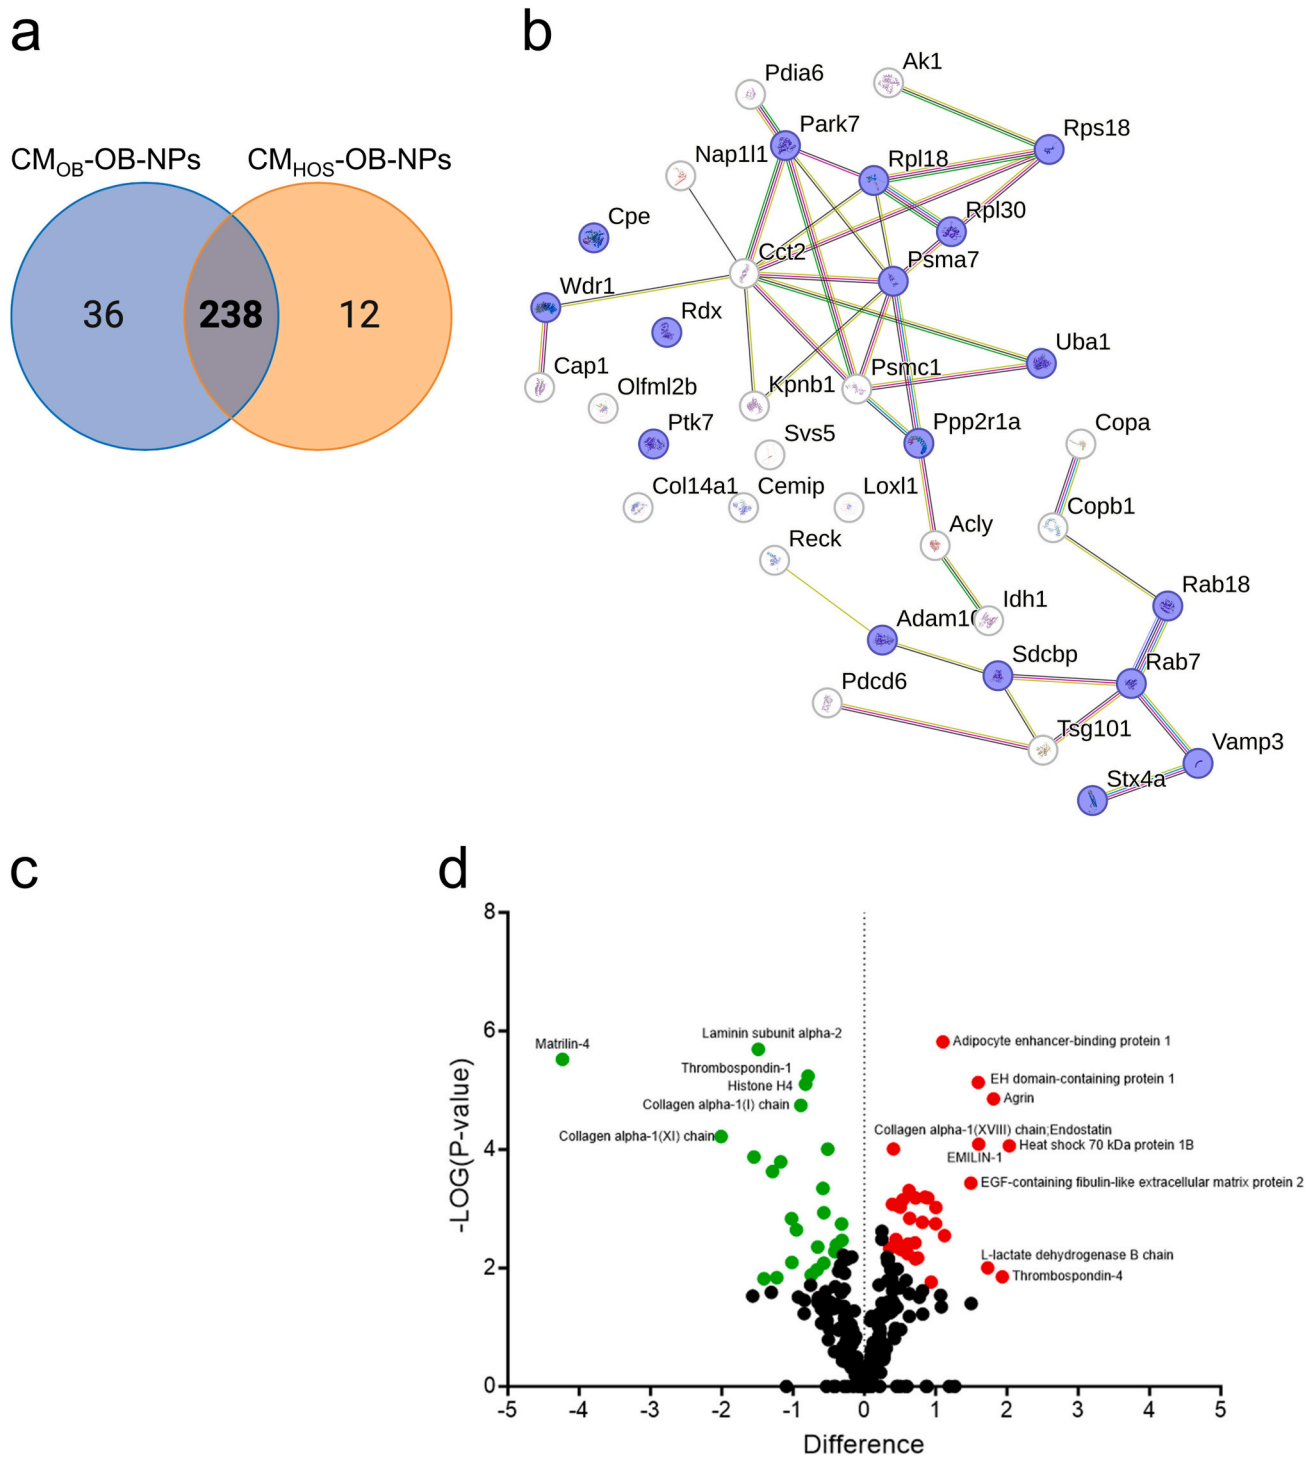 a
b
CMOB-OB-NPs
CMHOS-OB-NPs
36
238
12
Pdia6
Ak1
Park7
Rps18
Nap1l1
Rpl18
Cpe
Rpl30
Cct2
Psma7
Wdr1
Rdx
Uba1
Cap1
Psmc1
Olfml2b
Kpnb1
Ptk7
Svs5
Ppp2r1a
Copa
Col14a1
Cemip
Loxl1
Copb1
Reck
Acly
Rab18
Idh1
Adam10
Sdcbp
Rab7
Pdcd6
Tsg101
Vamp3
Stx4a
c
d
8
6
4
2
0
-LOG(P-value)
Matrilin-4
Laminin subunit alpha-2
Thrombospondin-1
Histone H4
Collagen alpha-1(I) chain
Collagen alpha-1(XI) chain
Adipocyte enhancer-binding protein 1
EH domain-containing protein 1
Agrin
Collagen alpha-1(XVIII) chain;Endostatin
Heat shock 70 kDa protein 1B
EMILIN-1
EGF-containing fibulin-like extracellular matrix protein 2
L-lactate dehydrogenase B chain
Thrombospondin-4
-5 -4 -3 -2 -1 0 1 2 3 4 5
Difference